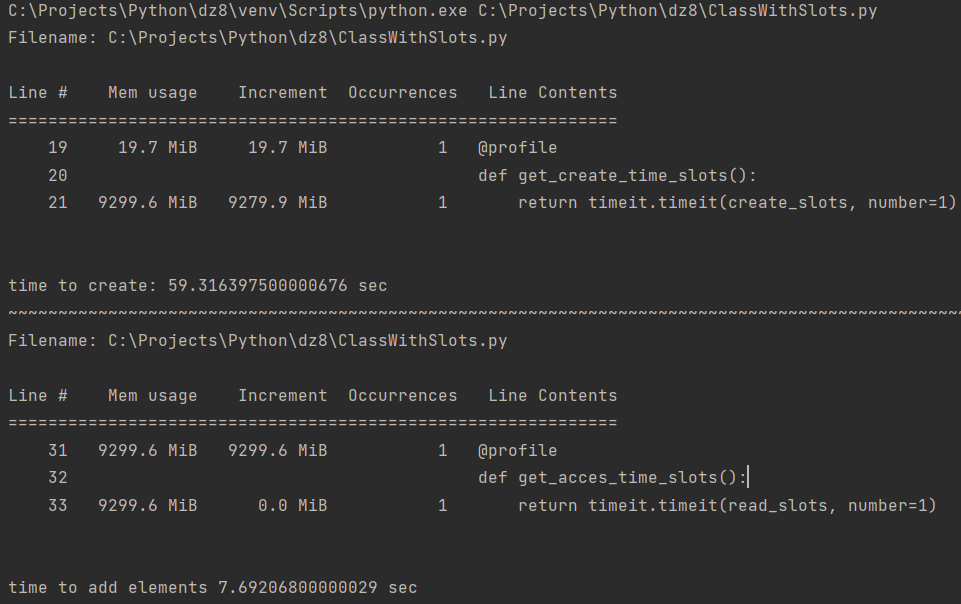 C:\Projects\Python\dz8\venv\Scripts\python.exe C:\Projects\Python\dz8\ClassWithSlots.py
Filename: C:\Projects\Python\dz8\ClassWithSlots.py
Line #    Mem usage    Increment  Occurrences   Line Contents
=============================================================
    19     19.7 MiB     19.7 MiB           1   @profile
    20                                         def get_create_time_slots():
    21   9299.6 MiB   9279.9 MiB           1       return timeit.timeit(create_slots, number=1)
time to create: 59.316397500000676 sec
~~~~~~~~~~~~~~~~~~~~~~~~~~~~~~~~~~~~~~~~~~~~~~~~~~~~~~~~~~~~~~~~~~~~~~~~~~~~~~~~~~~~~~~~~~~~~~~~
Filename: C:\Projects\Python\dz8\ClassWithSlots.py
Line #    Mem usage    Increment  Occurrences   Line Contents
=============================================================
    31   9299.6 MiB   9299.6 MiB           1   @profile
    32                                         def get_acces_time_slots():
    33   9299.6 MiB      0.0 MiB           1       return timeit.timeit(read_slots, number=1)
time to add elements 7.69206800000029 sec